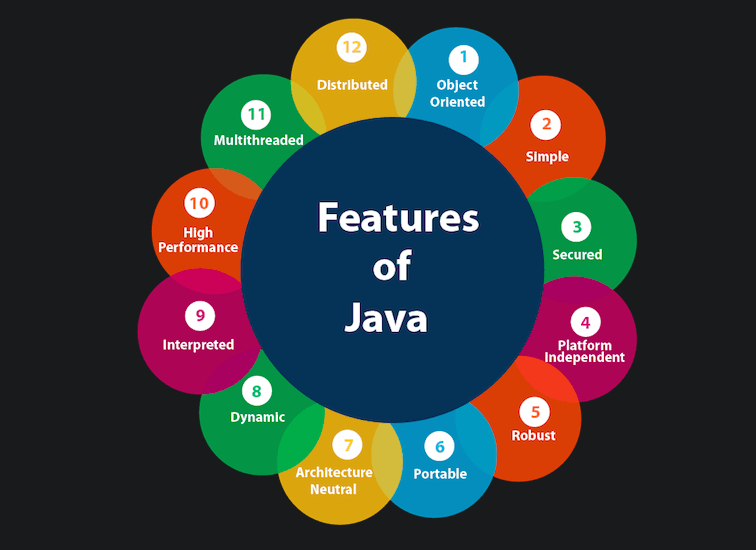 Features
of
Java
1
Object
Oriented
2
Simple
3
Secured
4
Platform
Independent
5
Robust
6
Portable
7
Architecture
Neutral
8
Dynamic
9
Interpreted
10
High
Performance
11
Multithreaded
12
Distributed